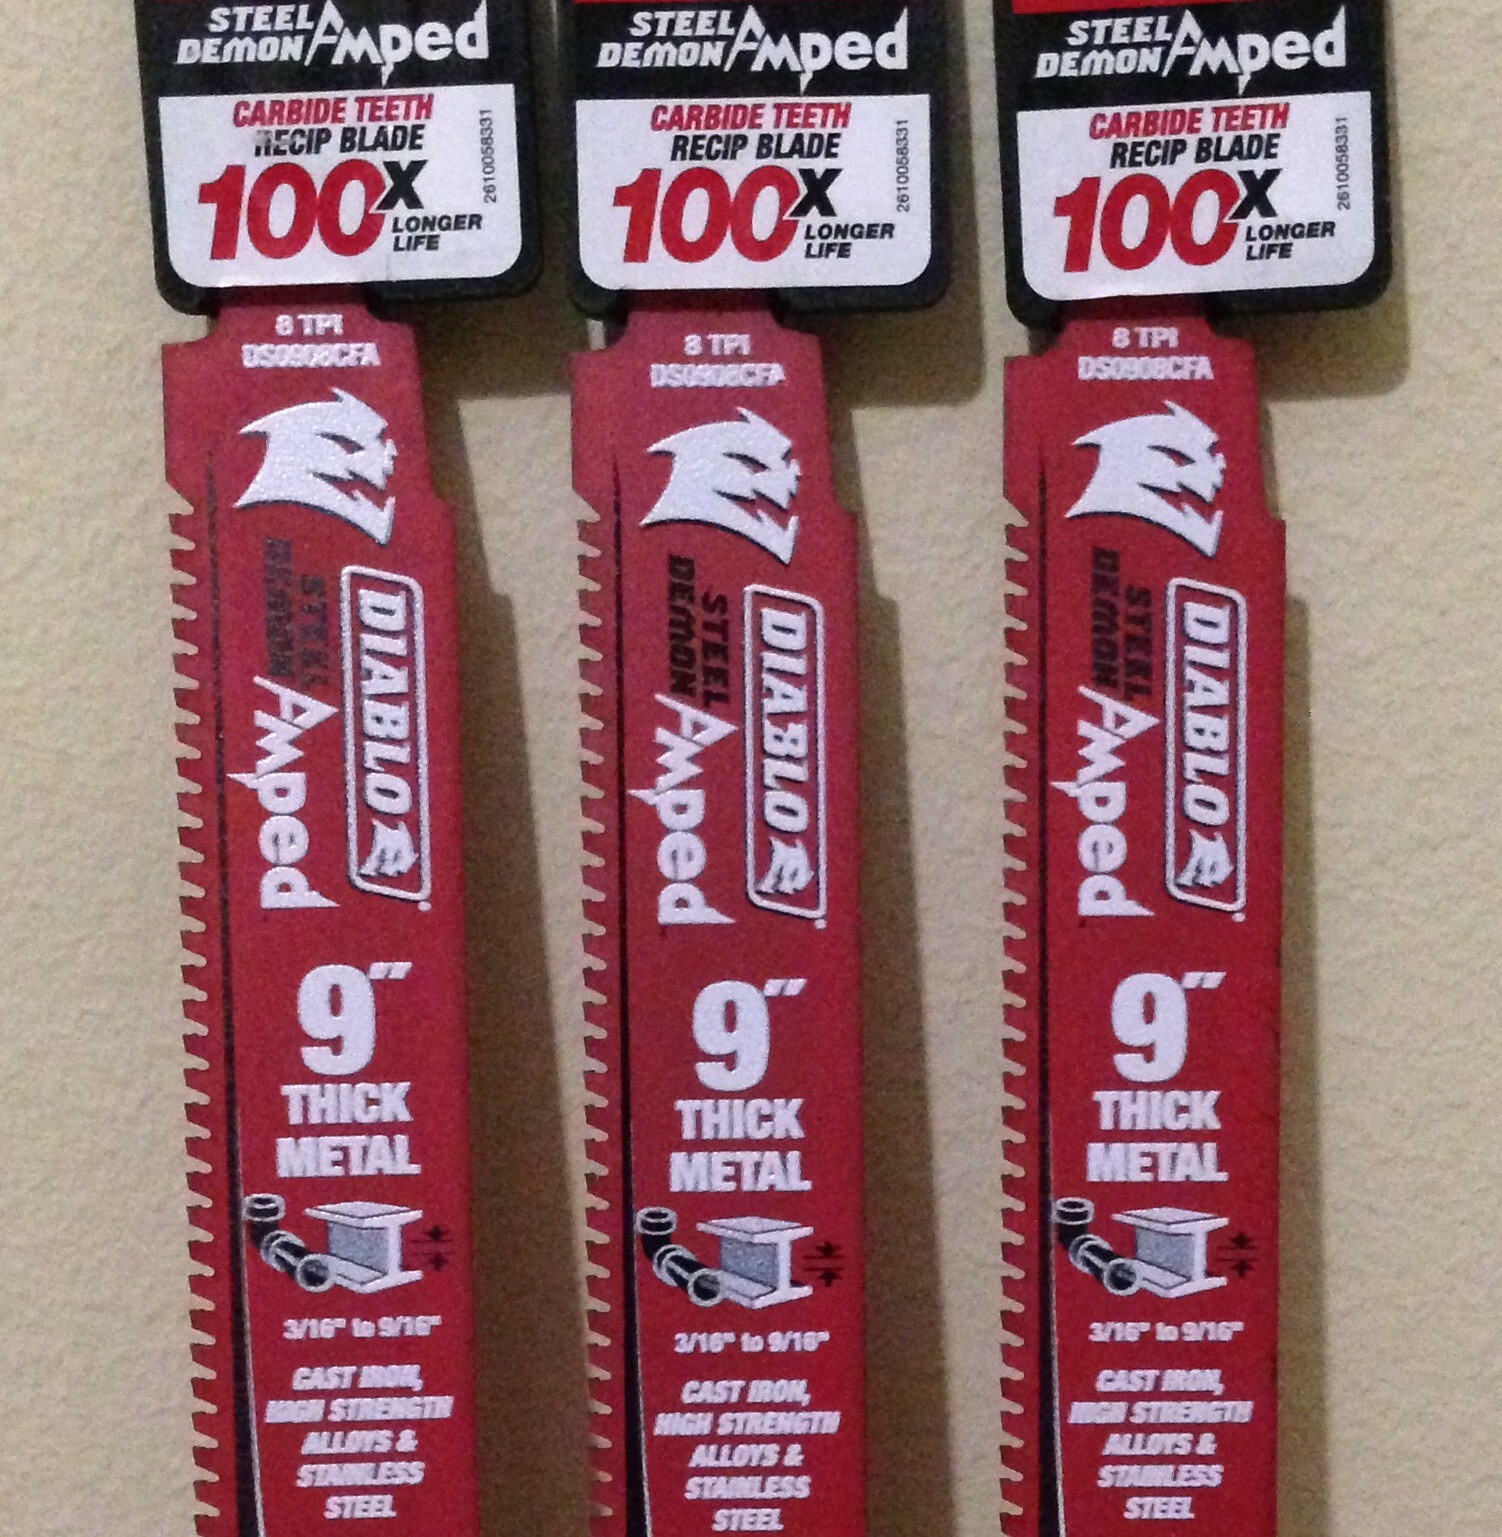 STEEL
DEMON Amped
CARBIDE TEETH
RECIP BLADE
100X
LONGER
LIFE
2610058331
8 TPI
DS0908CFA
STEEL
DEMON
Amped
DIABLO
9"
THICK
METAL
3/16" to 9/16"
CAST IRON,
HIGH STRENGTH
ALLOYS &
STAINLESS
STEEL
STEEL
DEMON Amped
CARBIDE TEETH
RECIP BLADE
100X
LONGER
LIFE
2610058331
8 TPI
DS0908CFA
STEEL
DEMON
Amped
DIABLO
9"
THICK
METAL
3/16" to 9/16"
CAST IRON,
HIGH STRENGTH
ALLOYS &
STAINLESS
STEEL
STEEL
DEMON Amped
CARBIDE TEETH
RECIP BLADE
100X
LONGER
LIFE
2610058331
8 TPI
DS0908CFA
STEEL
DEMON
Amped
DIABLO
9"
THICK
METAL
3/16" to 9/16"
CAST IRON,
HIGH STRENGTH
ALLOYS &
STAINLESS
STEEL